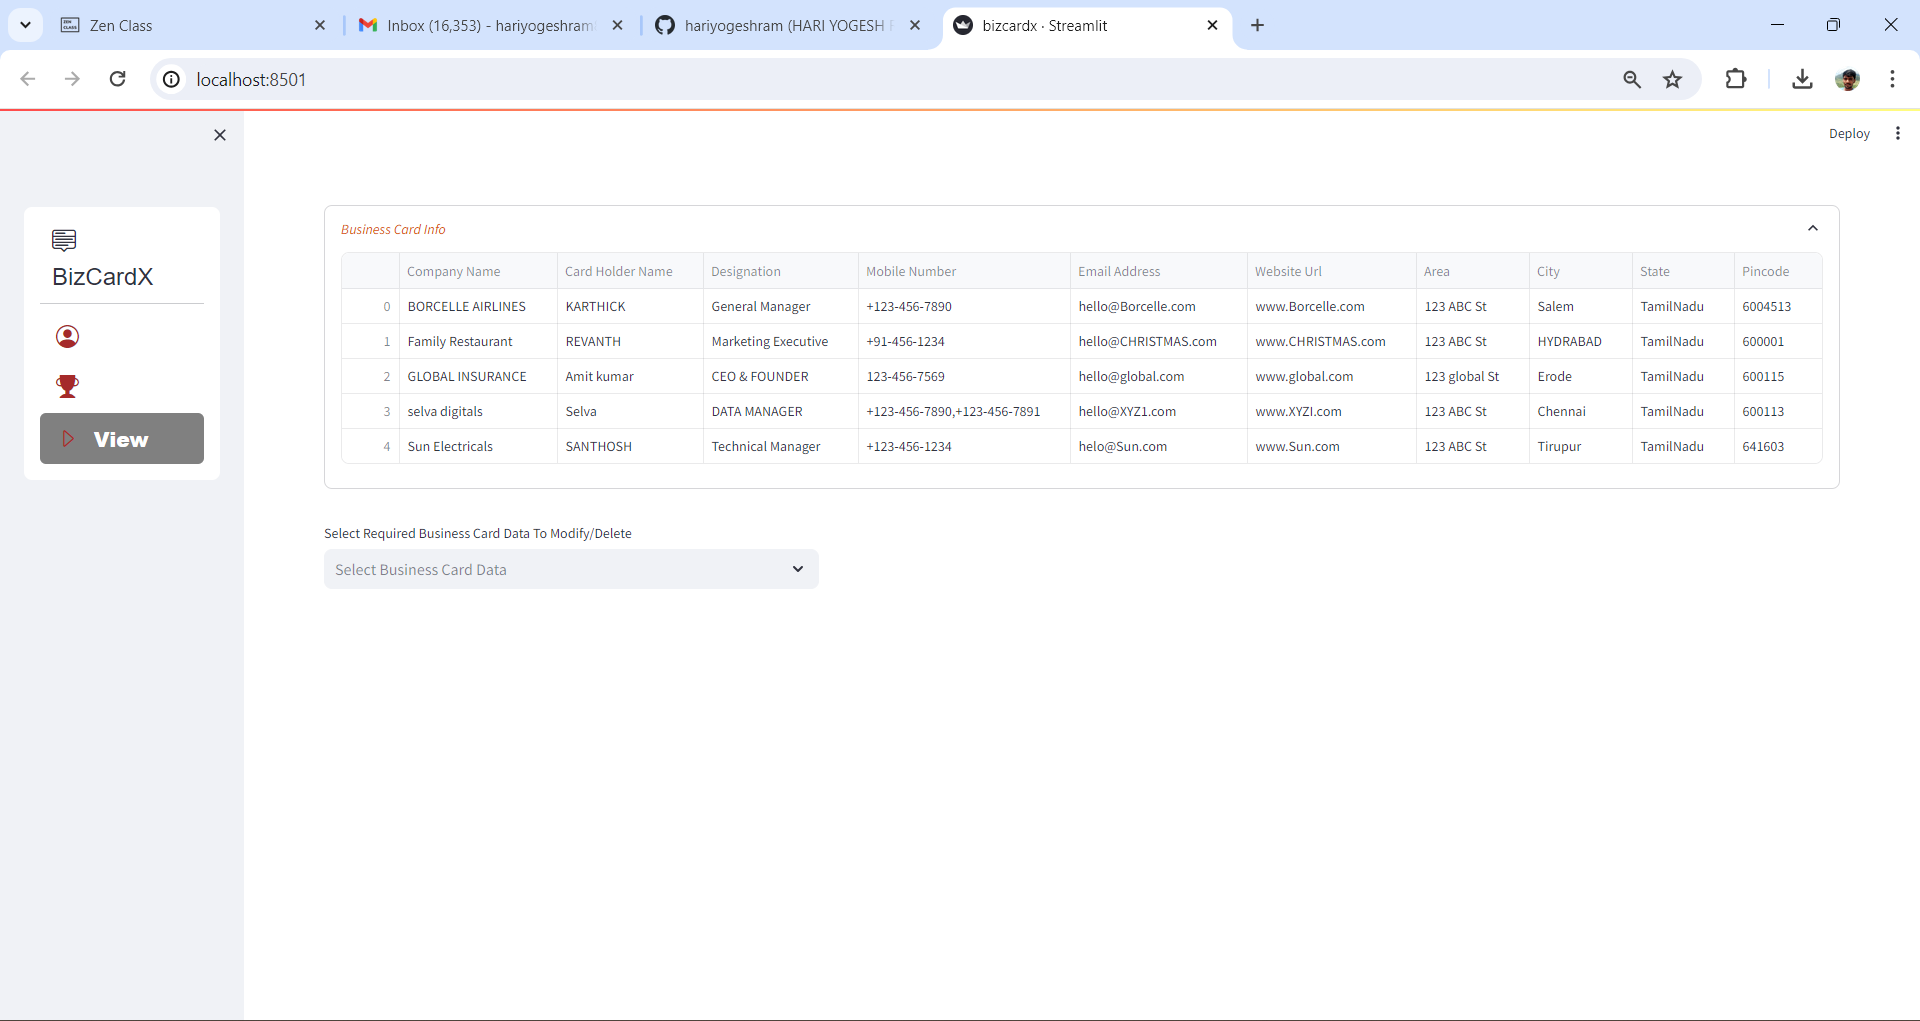 Zen Class
Inbox (16,353) - hariyogeshram
hariyogeshram (HARI YOGESH
bizcardx · Streamlit
localhost:8501
Deploy
BizCardX
View
Business Card Info
Company Name Card Holder Name Designation Mobile Number Email Address Website Url Area City State Pincode
0 BORCELLE AIRLINES KARTHICK General Manager +123-456-7890 hello@Borcelle.com www.Borcelle.com 123 ABC St Salem TamilNadu 6004513
1 Family Restaurant REVANTH Marketing Executive +91-456-1234 hello@CHRISTMAS.com www.CHRISTMAS.com 123 ABC St HYDRABAD TamilNadu 600001
2 GLOBAL INSURANCE Amit kumar CEO & FOUNDER 123-456-7569 hello@global.com www.global.com 123 global St Erode TamilNadu 600115
3 selva digitals Selva DATA MANAGER +123-456-7890,+123-456-7891 hello@XYZ1.com www.XYZI.com 123 ABC St Chennai TamilNadu 600113
4 Sun Electricals SANTHOSH Technical Manager +123-456-1234 helo@Sun.com www.Sun.com 123 ABC St Tirupur TamilNadu 641603
Select Required Business Card Data To Modify/Delete
Select Business Card Data